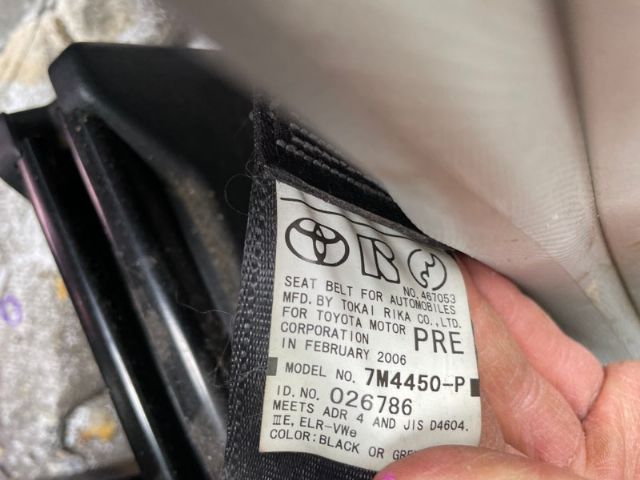 NO. 467053
SEAT BELT FOR AUTOMOBILES
MFD. BY TOKAI RIKA CO., LTD.
FOR TOYOTA MOTOR
CORPORATION PRE
IN FEBRUARY 2006
MODEL NO. 7M4450-P
ID. NO. 026786
MEETS ADR 4 AND JIS D4604.
ⅢE, ELR-VWe
COLOR: BLACK OR